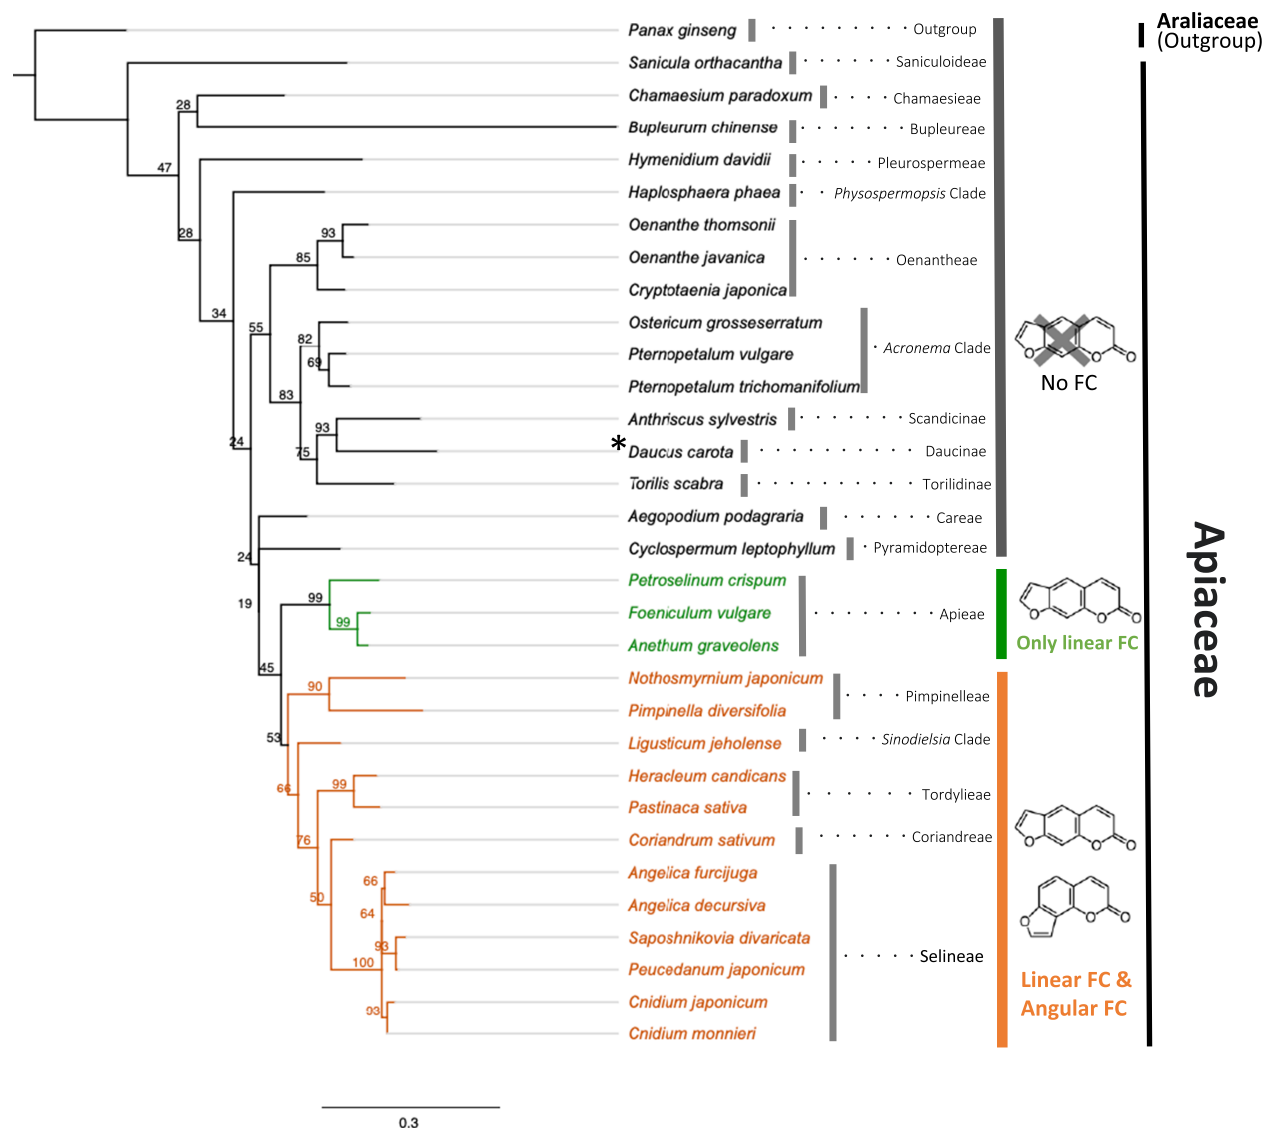 Panax ginseng Outgroup
Araliaceae
(Outgroup)
Sanicula orthacantha Saniculoideae
Chamaesium paradoxum Chamaesieae
28
Bupleurum chinense Bupleureae
Hymenidium davidii Pleurospermeae
47
Haplosphaera phaea Physospermopsis Clade
Oenanthe thomsonii
28 93
Oenanthe javanica Oenantheae
85
Cryptotaenia japonica
34
Ostericum grosseserratum
55
82
Pternopetalum vulgare Acronema Clade
69
O O
No FC
Pternopetalum trichomanifolium
83
Anthriscus sylvestris Scandicinae
93
24
* Daucus carota Daucinae
75
Torilis scabra Torilidinae
Aegopodium podagraria Careae
Cyclospermum leptophyllum Pyramidoptereae
24
Petroselinum crispum
99
19
Foeniculum vulgare Apieae
99
O O O
Only linear FC
Anethum graveolens
45
Nothosmyrnium japonicum
90
Pimpinelleae
Pimpinella diversifolia
53
Ligusticum jeholense Sinodielsia Clade
Heracleum candicans
99
66
Tordylieae
Pastinaca sativa
Coriandrum sativum Coriandreae
76
O O O
Angelica furcijuga
66
50
Angelica decursiva
64
O O O
Saposhnikovia divaricata
93
Selineae
100
Peucedanum japonicum
Linear FC &
Angular FC
Cnidium japonicum
93
Cnidium monnieri
Apiaceae
0.3